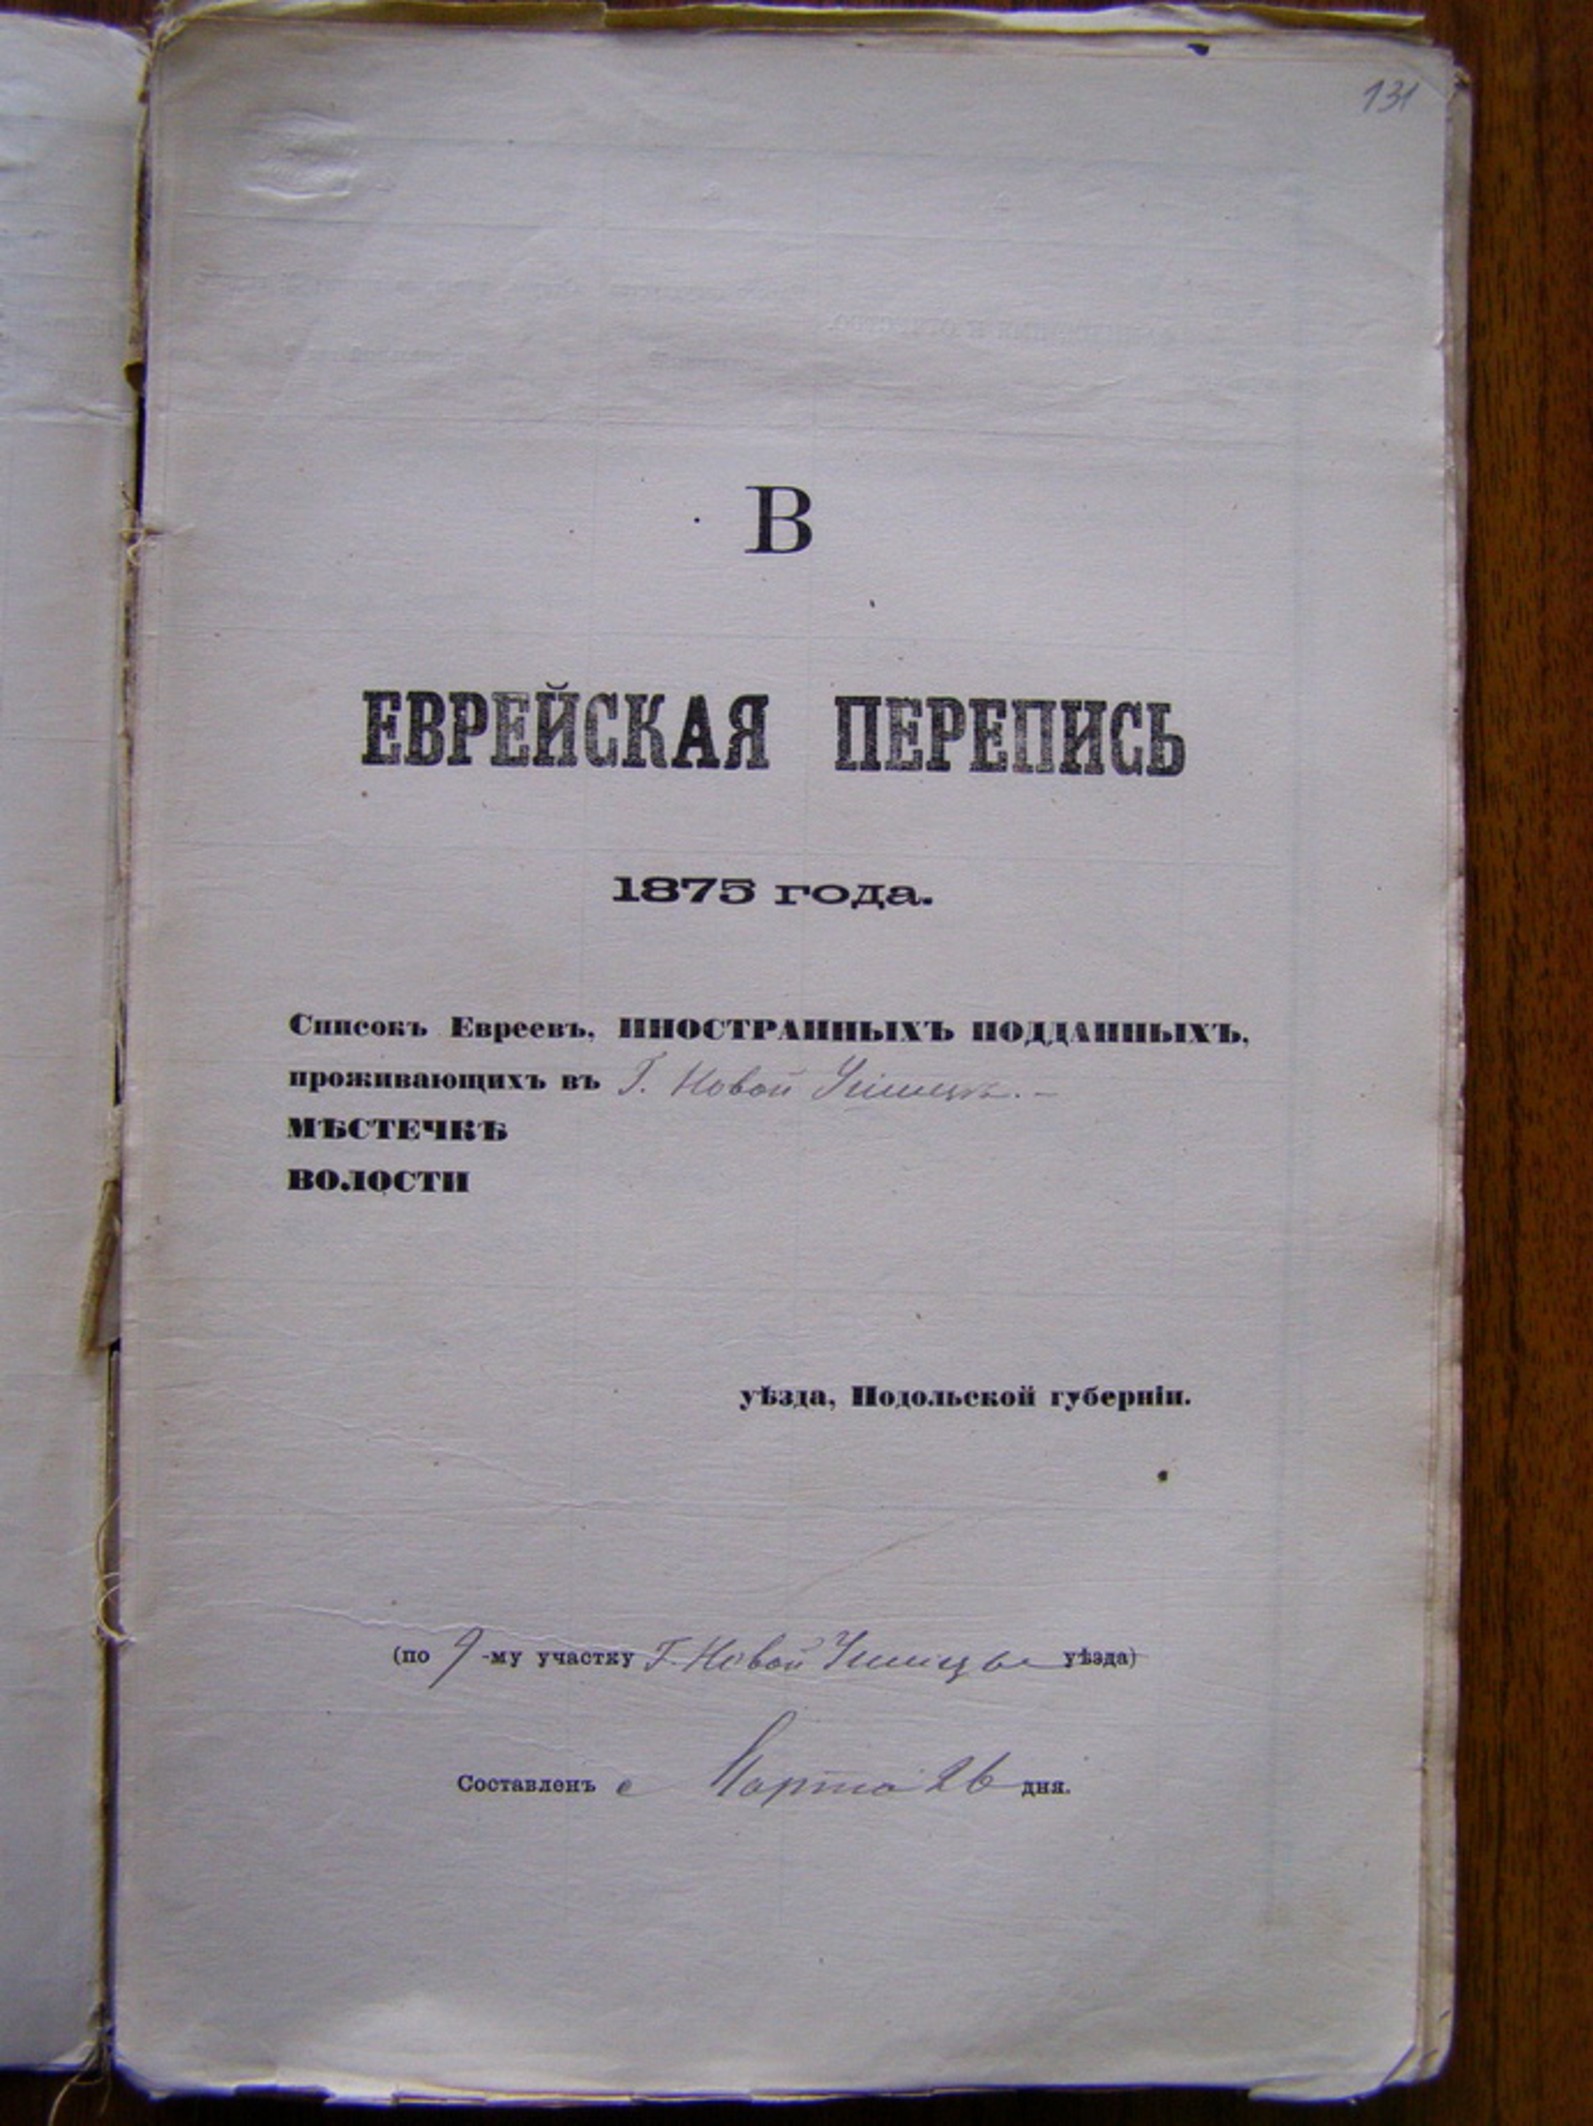 131
В
ЕВРЕЙСКАЯ ПЕРЕПИСЬ
1875 года.
Списокъ Евреевъ, ИНОСТРАННЫХЪ ПОДДАННЫХЪ,
проживающихъ въ Г. Новой Ушицѣ. –
МѢСТЕЧКѢ
ВОЛОСТИ
уѣзда, Подольской губерніи.
(по 9-му участку Г. Новой Ушицы уѣзда)
Составленъ Марта 26 дня.